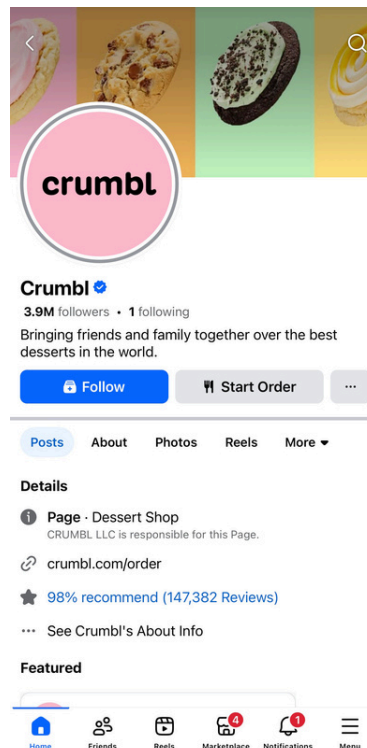 crumbl
Crumbl
3.9M followers • 1 following
Bringing friends and family together over the best
desserts in the world.
Follow
Start Order
...
Posts About Photos Reels More
Details
Page · Dessert Shop
CRUMBL LLC is responsible for this Page.
crumbl.com/order
98% recommend (147,382 Reviews)
... See Crumbl's About Info
Featured
4 1
Home Friends Reels Marketplace Notifications Menu